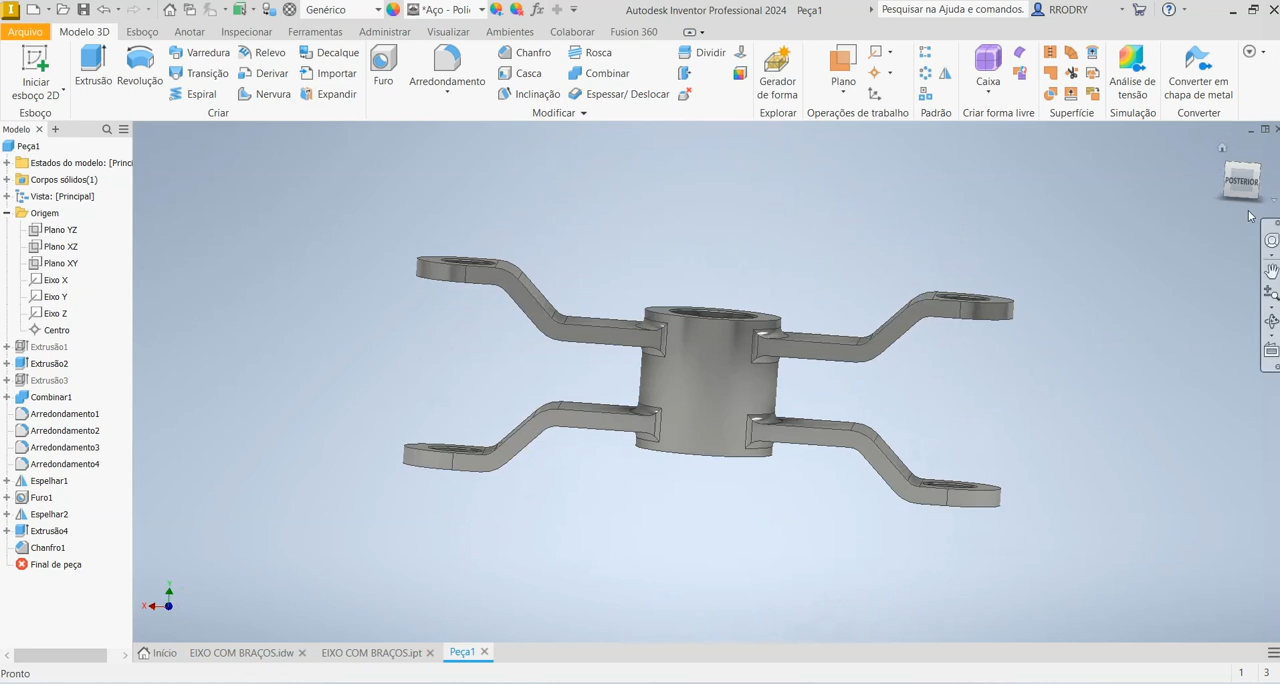 Genérico
*Aço - Poli
Autodesk Inventor Professional 2024 Peça1
Pesquisar na Ajuda e comandos.
RRODRY
Arquivo Modelo 3D Esboço Anotar Inspecionar Ferramentas Administrar Visualizar Ambientes Colaborar Fusion 360
Iniciar
esboço 2D
Esboço
Extrusão
Revolução
Varredura
Transição
Espiral
Relevo
Derivar
Nervura
Decalque
Importar
Expandir
Criar
Furo
Arredondamento
Chanfro
Casca
Inclinação
Rosca
Combinar
Espessar/ Deslocar
Dividir
Modificar
Gerador
de forma
Explorar
Plano
Operações de trabalho
Padrão
Caixa
Criar forma livre
Superfície
Análise de
tensão
Simulação
Converter em
chapa de metal
Converter
Modelo
Peça1
Estados do modelo: [Princi
Corpos sólidos(1)
Vista: [Principal]
Origem
Plano YZ
Plano XZ
Plano XY
Eixo X
Eixo Y
Eixo Z
Centro
Extrusão1
Extrusão2
Extrusão3
Combinar1
Arredondamento1
Arredondamento2
Arredondamento3
Arredondamento4
Espelhar1
Furo1
Espelhar2
Extrusão4
Chanfro1
Final de peça
POSTERIOR
Y
X
Início
EIXO COM BRAÇOS.idw
EIXO COM BRAÇOS.ipt
Peça1
Pronto
1
3